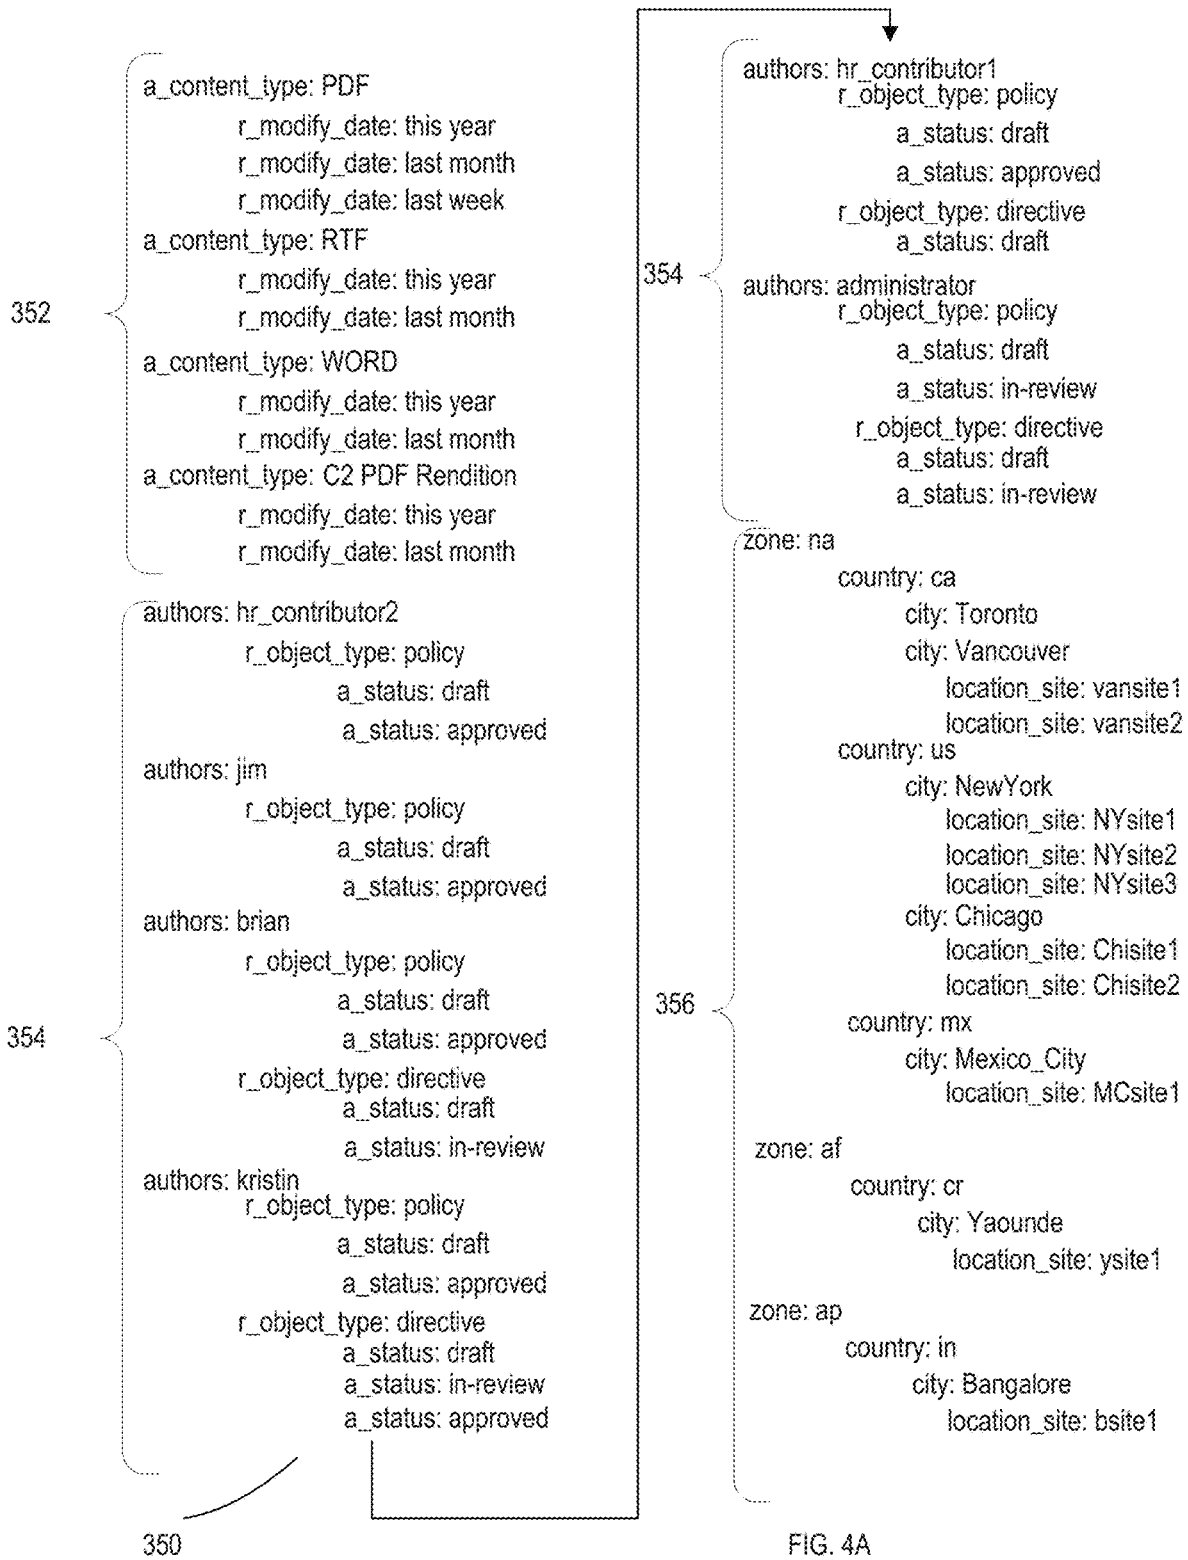 a_content_type: PDF
r_modify_date: this year
r_modify_date: last month
r_modify_date: last week
a_content_type: RTF
r_modify_date: this year
r_modify_date: last month
352
a_content_type: WORD
r_modify_date: this year
r_modify_date: last month
a_content_type: C2 PDF Rendition
r_modify_date: this year
r_modify_date: last month
authors: hr_contributor2
r_object_type: policy
a_status: draft
a_status: approved
authors: jim
r_object_type: policy
a_status: draft
a_status: approved
authors: brian
r_object_type: policy
a_status: draft
354
a_status: approved
r_object_type: directive
a_status: draft
a_status: in-review
authors: kristin
r_object_type: policy
a_status: draft
a_status: approved
r_object_type: directive
a_status: draft
a_status: in-review
a_status: approved
350
authors: hr_contributor1
r_object_type: policy
a_status: draft
a_status: approved
r_object_type: directive
a_status: draft
354
authors: administrator
r_object_type: policy
a_status: draft
a_status: in-review
r_object_type: directive
a_status: draft
a_status: in-review
zone: na
country: ca
city: Toronto
city: Vancouver
location_site: vansite1
location_site: vansite2
country: us
city: NewYork
location_site: NYsite1
location_site: NYsite2
location_site: NYsite3
city: Chicago
location_site: Chisite1
location_site: Chisite2
356
country: mx
city: Mexico_City
location_site: MCsite1
zone: af
country: cr
city: Yaounde
location_site: ysite1
zone: ap
country: in
city: Bangalore
location_site: bsite1
FIG. 4A